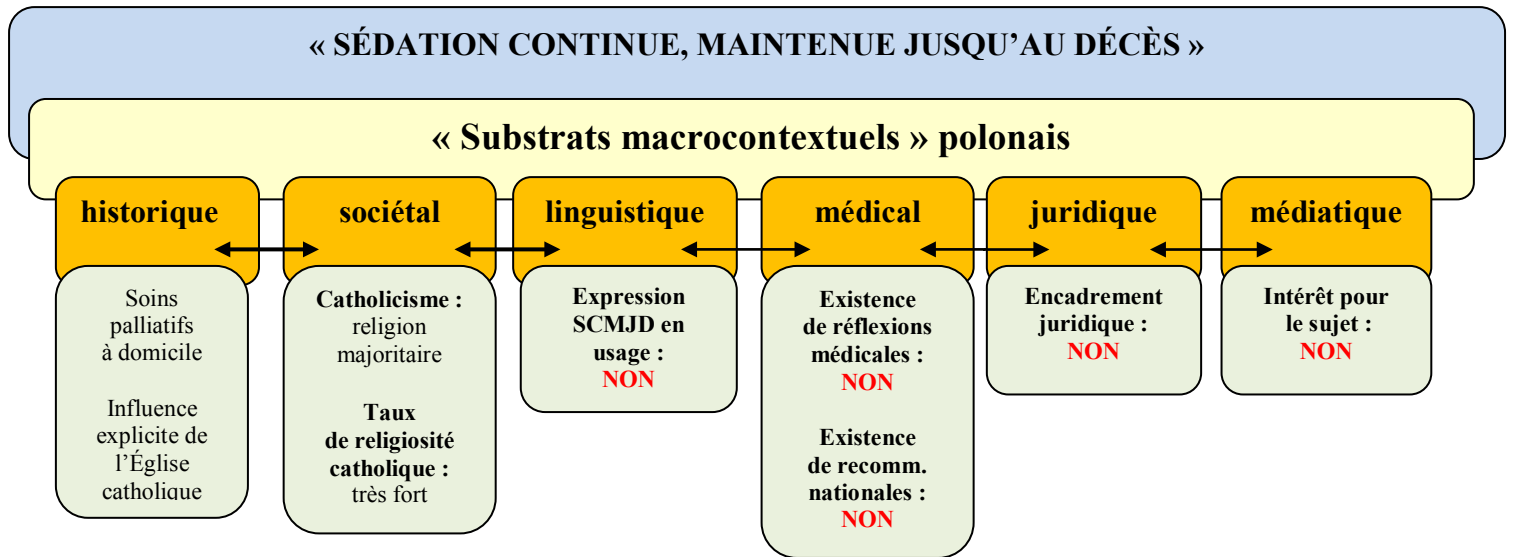 « SÉDATION CONTINUE, MAINTENUE JUSQU’AU DÉCÈS »
« Substrats macrocontextuels » polonais
historique
sociétal
linguistique
médical
juridique
médiatique
Soins
palliatifs
à domicile
Influence
explicite de
l’Église
catholique
Catholicisme :
religion
majoritaire
Taux
de religiosité
catholique :
très fort
Expression
SCMJD en
usage :
NON
Existence
de réflexions
médicales :
NON
Existence
de recomm.
nationales :
NON
Encadrement
juridique :
NON
Intérêt pour
le sujet :
NON